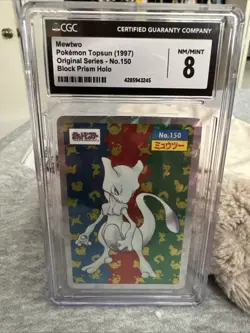 CGC
CERTIFIED GUARANTY COMPANY
Mewtwo
Pokémon Topsun (1997)
Original Series - No.150
Block Prism Holo
NM/MINT
8
4285943245
No.150
ミュウツー